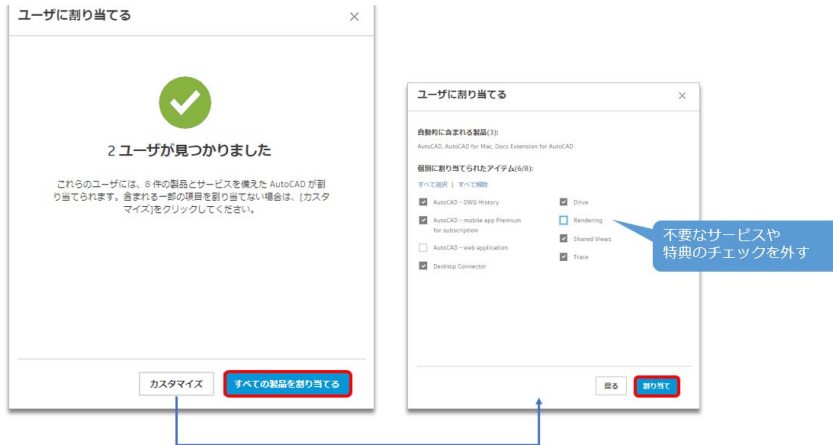 ユーザに割り当てる
×
2 ユーザが見つかりました
これらのユーザには、8 件の製品とサービスを備えた AutoCAD が割
り当てられます。含まれる一部の項目を割り当てない場合は、[カスタ
マイズ]をクリックしてください。
カスタマイズ
すべての製品を割り当てる
ユーザに割り当てる
×
自動的に含まれる製品(3):
AutoCAD, AutoCAD for Mac, Docs Extension for AutoCAD
個別に割り当てられたアイテム(6/8):
すべて選択 | すべて解除
AutoCAD - DWG History
AutoCAD - mobile app Premium
for subscription
AutoCAD - web application
Desktop Connector
Drive
Rendering
Shared Views
Trace
不要なサービスや
特典のチェックを外す
戻る
割り当て